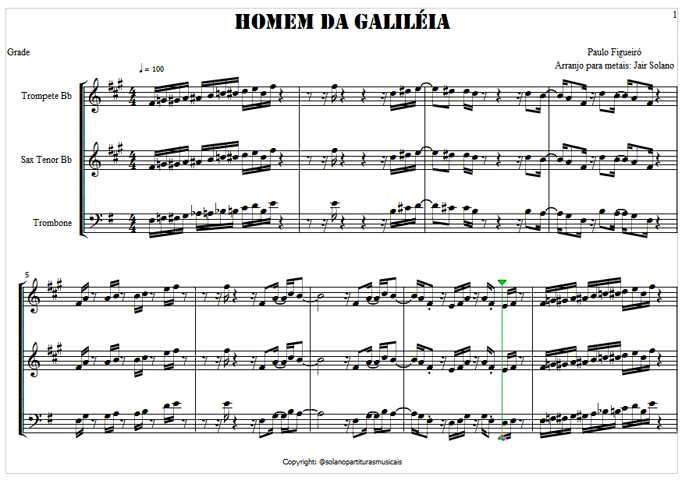 HOMEM DA GALILÉIA
1
Grade
Paulo Figueiró
Arranjo para metais: Jair Solano
= 100
Trompete Bb
Sax Tenor Bb
Trombone
5
Copyright: @solanopartiturasmusicais